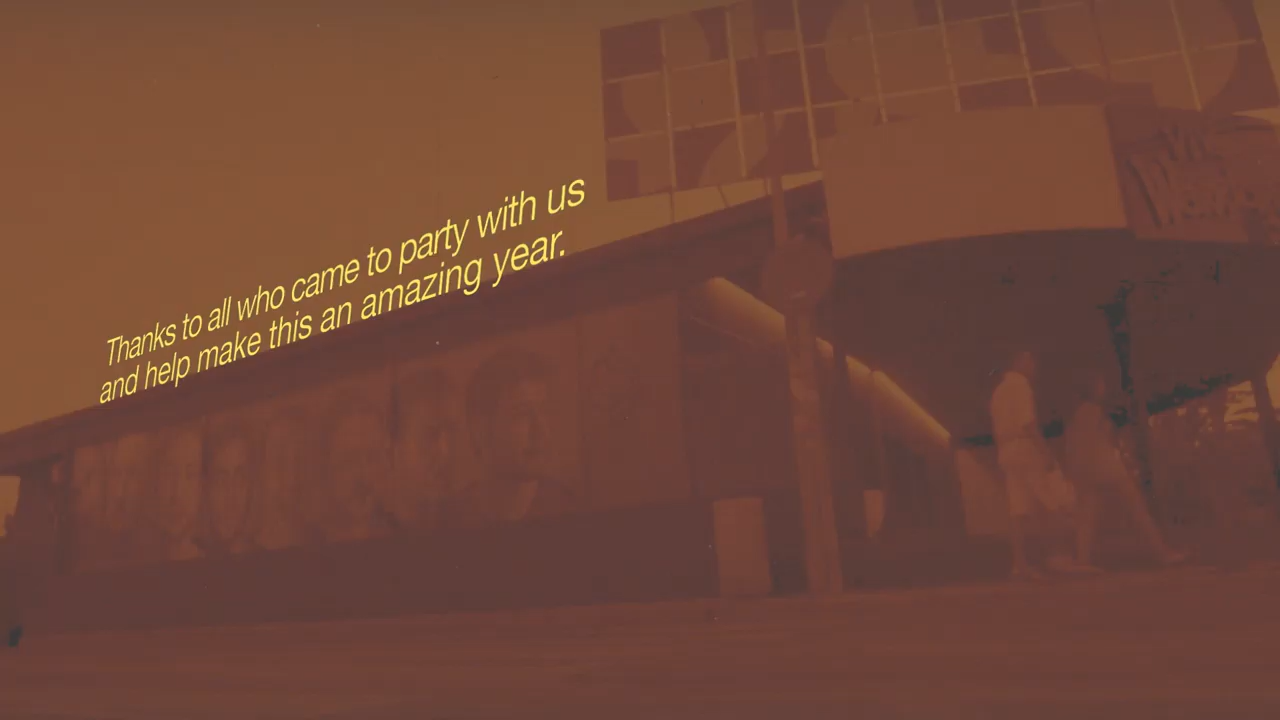 Thanks to all who came to party with us
and help make this an amazing year.